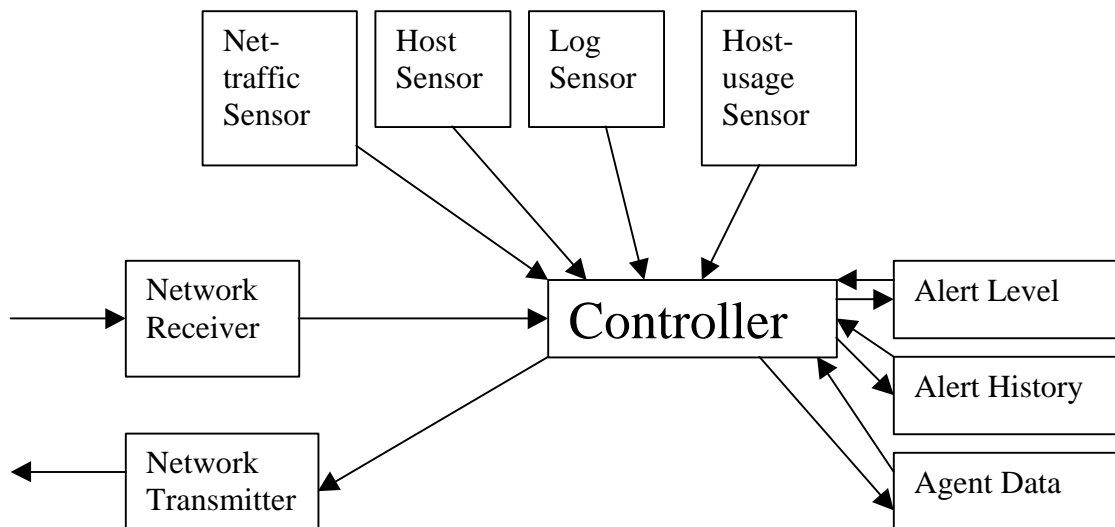 Net-
traffic
Sensor
Host
Sensor
Log
Sensor
Host-
usage
Sensor
Network
Receiver
Controller
Alert Level
Alert History
Network
Transmitter
Agent Data